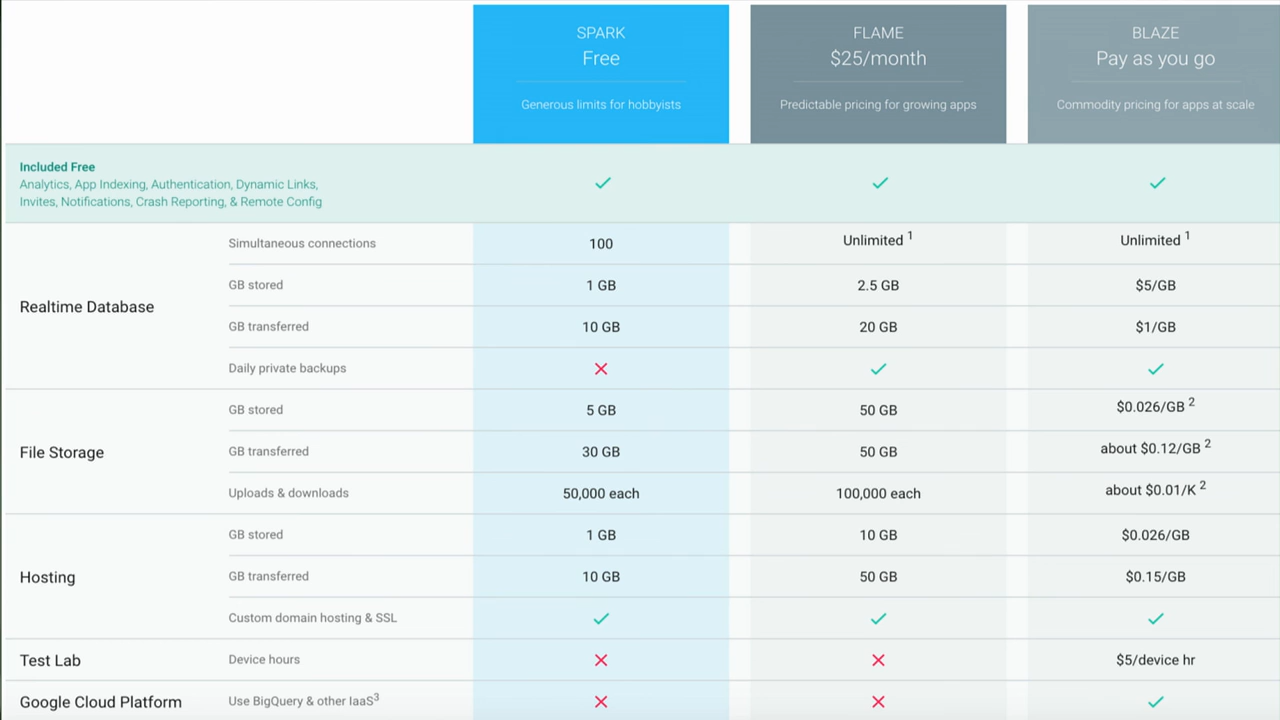 SPARK
Free
Generous limits for hobbyists
FLAME
$25/month
Predictable pricing for growing apps
BLAZE
Pay as you go
Commodity pricing for apps at scale
Included Free
Analytics, App Indexing, Authentication, Dynamic Links,
Invites, Notifications, Crash Reporting, & Remote Config
Realtime Database
Simultaneous connections 100 Unlimited 1 Unlimited 1
GB stored 1 GB 2.5 GB $5/GB
GB transferred 10 GB 20 GB $1/GB
Daily private backups
File Storage
GB stored 5 GB 50 GB $0.026/GB 2
GB transferred 30 GB 50 GB about $0.12/GB 2
Uploads & downloads 50,000 each 100,000 each about $0.01/K 2
Hosting
GB stored 1 GB 10 GB $0.026/GB
GB transferred 10 GB 50 GB $0.15/GB
Custom domain hosting & SSL
Test Lab Device hours $5/device hr
Google Cloud Platform Use BigQuery & other IaaS3